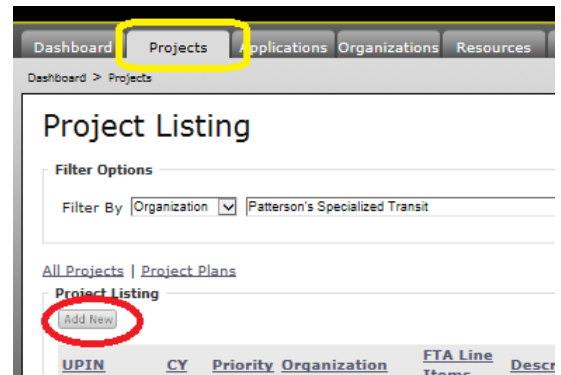 Dashboard Projects Applications Organizations Resources
Dashboard > Projects
Project Listing
Filter Options
Filter By Organization Patterson's Specialized Transit
All Projects | Project Plans
Project Listing
Add New
UPIN CY Priority Organization FTA Line Items Descr